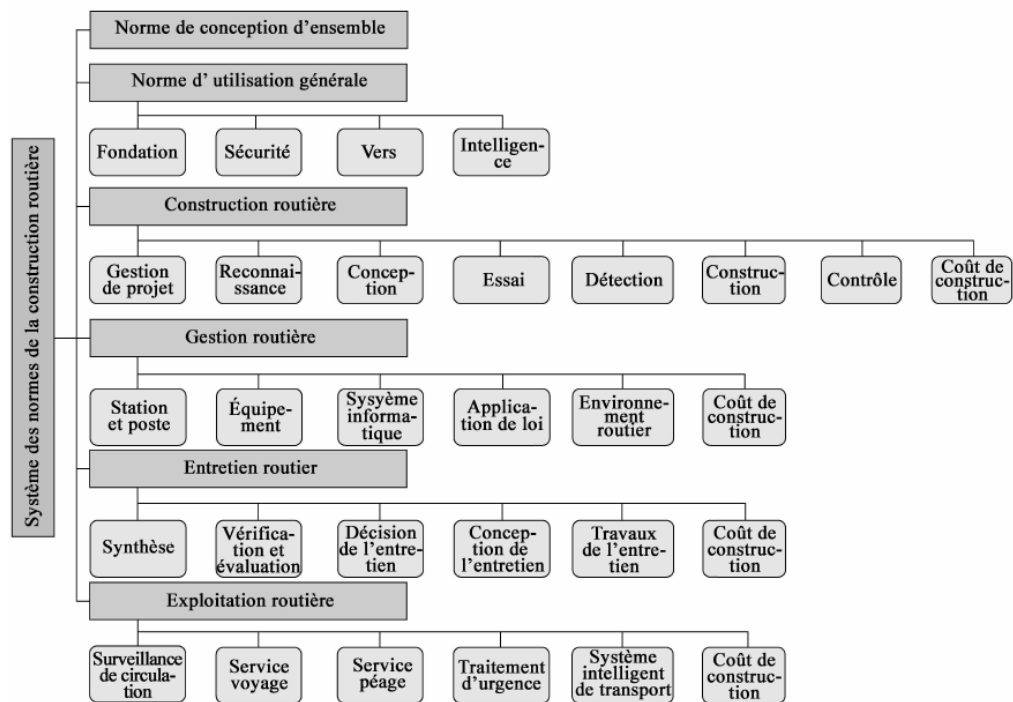 Système des normes de la construction routière
Norme de conception d'ensemble
Norme d' utilisation générale
Fondation
Sécurité
Vers
Intelligen-
ce
Construction routière
Gestion
de projet
Reconnai-
ssance
Concep-
tion
Essai
Détection
Construc-
tion
Contrôle
Coût de
construc-
tion
Gestion routière
Station
et poste
Équipe-
ment
Sysyème
informa-
tique
Applica-
tion de loi
Environne-
ment
routier
Coût de
construc-
tion
Entretien routier
Synthèse
Vérifica-
tion et
évaluation
Décision
de l'entre-
tien
Concep-
tion de
l'entretien
Travaux
de l'entre-
tien
Coût de
construc-
tion
Exploitation routière
Surveillance
de circula-
tion
Service
voyage
Service
péage
Traitement
d'urgence
Système
intelligent
de transport
Coût de
construc-
tion